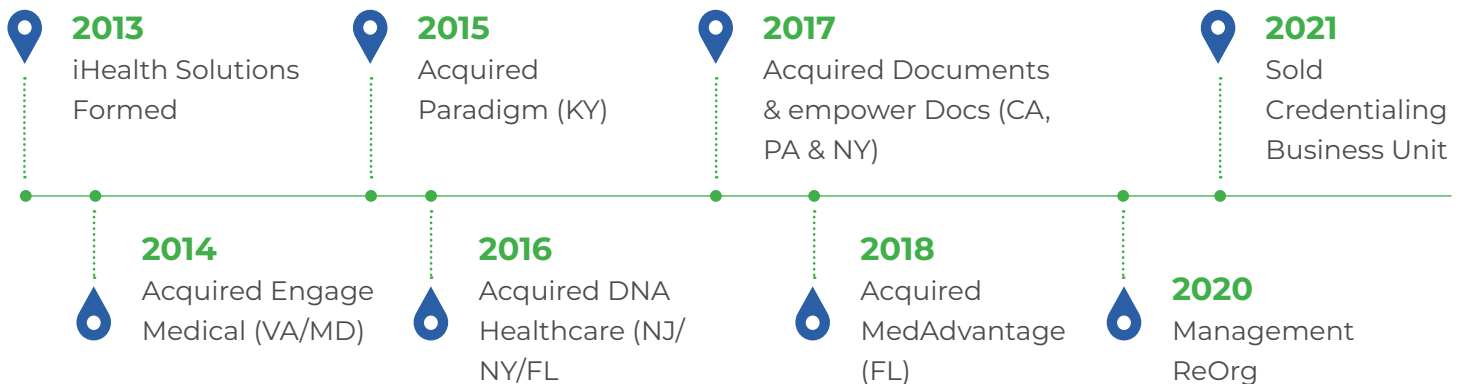 2013
iHealth Solutions
Formed
2015
Acquired
Paradigm (KY)
2017
Acquired Documents
& empower Docs (CA,
PA & NY)
2021
Sold
Credentialing
Business Unit
2014
Acquired Engage
Medical (VA/MD)
2016
Acquired DNA
Healthcare (NJ/
NY/FL
2018
Acquired
MedAdvantage
(FL)
2020
Management
ReOrg